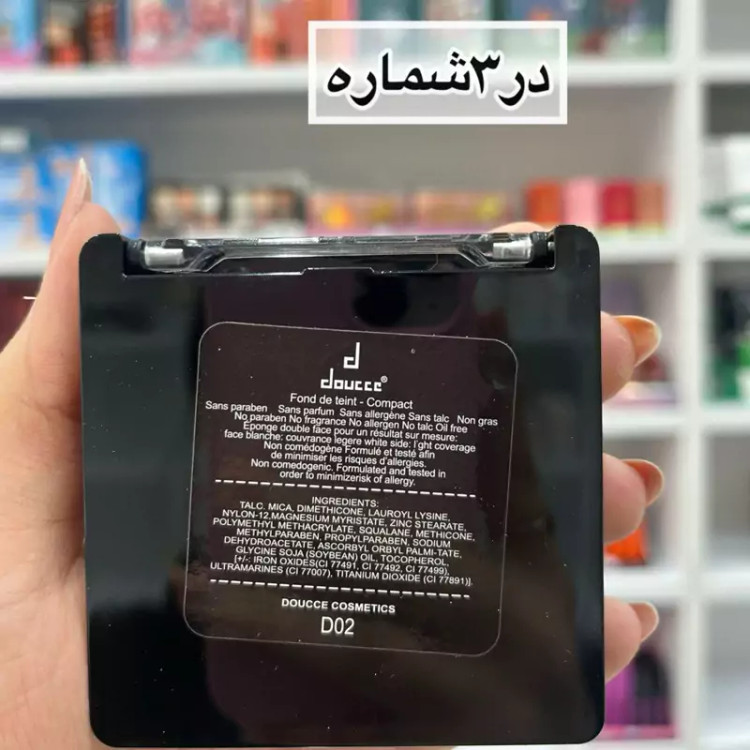 در۳شماره
d
doucce®
Fond de teint - Compact
Sans paraben Sans parfum Sans allergène Sans talc Non gras
No paraben No fragrance No allergen No talc Oil free
Eponge double face pour un résultat sur mesure:
face blanche: couvrance legere white side: l'ght coverage
Non comédogène Formulé et testé afin
de minimiser les risques d'allergies.
Non comedogenic. Formulated and tested in
order to minimizerisk of allergy.
INGREDIENTS:
TALC. MICA, DIMETHICONE, LAUROYL LYSINE,
NYLON-12,MAGNESIUM MYRISTATE, ZINC STEARATE,
POLYMETHYL METHACRYLATE, SQUALANE, METHICONE,
METHYLPARABEN, PROPYLPARABEN, SODIUM
DEHYDROACETATE, ASCORBYL ORBYL PALMI-TATE,
GLYCINE SOJA (SOYBEAN) OIL, TOCOPHEROL,
[+/-: IRON OXIDES(CI 77491, CI 77492, CI 77499),
ULTRAMARINES (CI 77007), TITANIUM DIOXIDE (CI 77891)].
DOUCCE COSMETICS
D02